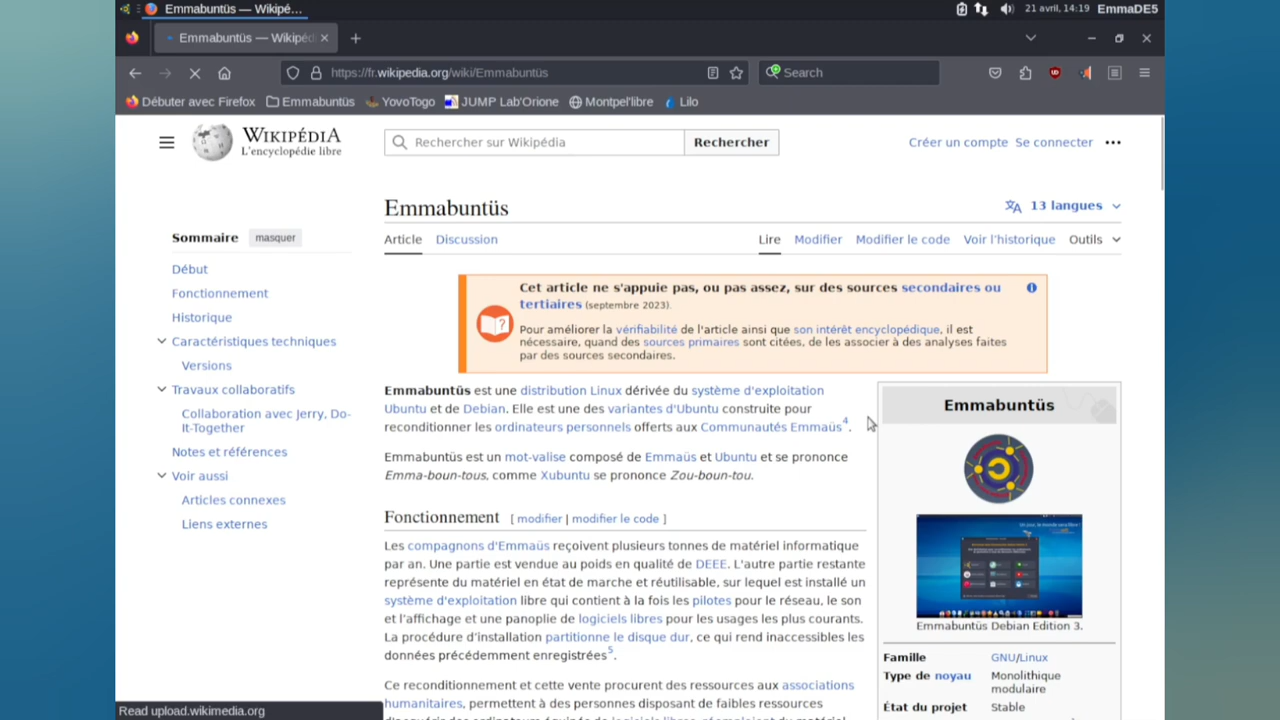 Emmabuntüs — Wikipé…
21 avril, 14:19 EmmaDE5
Emmabuntüs — Wikipéd
https://fr.wikipedia.org/wiki/Emmabuntüs
Search
Débuter avec Firefox Emmabuntüs YovoTogo JUMP Lab'Orione Montpel'libre Lilo
WIKIPÉDIA
L'encyclopédie libre
Rechercher sur Wikipédia
Rechercher
Créer un compte Se connecter
Emmabuntüs
13 langues
Sommaire masquer
Article Discussion
Lire Modifier Modifier le code Voir l'historique Outils
Début
Fonctionnement
Historique
Caractéristiques techniques
Versions
Travaux collaboratifs
Collaboration avec Jerry, Do-
It-Together
Notes et références
Voir aussi
Articles connexes
Liens externes
Cet article ne s'appuie pas, ou pas assez, sur des sources secondaires ou
tertiaires (septembre 2023).
Pour améliorer la vérifiabilité de l'article ainsi que son intérêt encyclopédique, il est
nécessaire, quand des sources primaires sont citées, de les associer à des analyses faites
par des sources secondaires.
Emmabuntüs est une distribution Linux dérivée du système d'exploitation
Ubuntu et de Debian. Elle est une des variantes d'Ubuntu construite pour
reconditionner les ordinateurs personnels offerts aux Communautés Emmaüs4.
Emmabuntüs est un mot-valise composé de Emmaüs et Ubuntu et se prononce
Emma-boun-tous, comme Xubuntu se prononce Zou-boun-tou.
Fonctionnement [ modifier | modifier le code ]
Les compagnons d'Emmaüs reçoivent plusieurs tonnes de matériel informatique
par an. Une partie est vendue au poids en qualité de DEEE. L'autre partie restante
représente du matériel en état de marche et réutilisable, sur lequel est installé un
système d'exploitation libre qui contient à la fois les pilotes pour le réseau, le son
et l'affichage et une panoplie de logiciels libres pour les usages les plus courants.
La procédure d'installation partitionne le disque dur, ce qui rend inaccessibles les
données précédemment enregistrées5.
Ce reconditionnement et cette vente procurent des ressources aux associations
humanitaires, permettent à des personnes disposant de faibles ressources
Emmabuntüs
Emmabuntüs Debian Edition 3.
Famille GNU/Linux
Type de noyau Monolithique
modulaire
État du projet Stable
Read upload.wikimedia.org